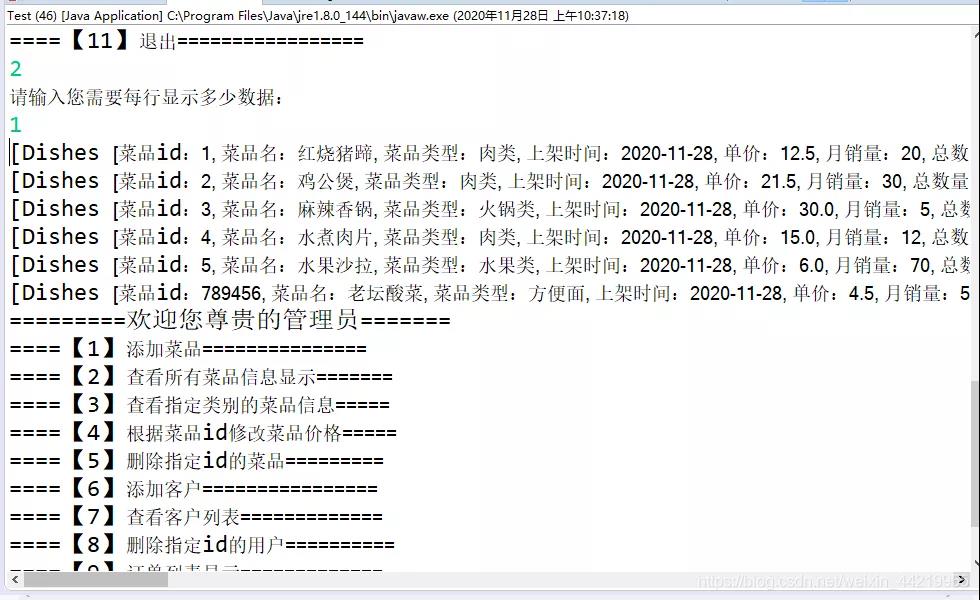 Test (46) [Java Application] C:\Program Files\Java\jre1.8.0_144\bin\javaw.exe (2020年11月28日 上午10:37:18)
====【11】退出=================
2
请输入您需要每行显示多少数据：
1
[Dishes [菜品id：1, 菜品名：红烧猪蹄, 菜品类型：肉类, 上架时间：2020-11-28, 单价：12.5, 月销量：20, 总数
[Dishes [菜品id：2, 菜品名：鸡公煲, 菜品类型：肉类, 上架时间：2020-11-28, 单价：21.5, 月销量：30, 总数量
[Dishes [菜品id：3, 菜品名：麻辣香锅, 菜品类型：火锅类, 上架时间：2020-11-28, 单价：30.0, 月销量：5, 总数
[Dishes [菜品id：4, 菜品名：水煮肉片, 菜品类型：肉类, 上架时间：2020-11-28, 单价：15.0, 月销量：12, 总数
[Dishes [菜品id：5, 菜品名：水果沙拉, 菜品类型：水果类, 上架时间：2020-11-28, 单价：6.0, 月销量：70, 总数
[Dishes [菜品id：789456, 菜品名：老坛酸菜, 菜品类型：方便面, 上架时间：2020-11-28, 单价：4.5, 月销量：5
=========欢迎您尊贵的管理员=======
====【1】添加菜品===============
====【2】查看所有菜品信息显示=======
====【3】查看指定类别的菜品信息=====
====【4】根据菜品id修改菜品价格=====
====【5】删除指定id的菜品=========
====【6】添加客户================
====【7】查看客户列表=============
====【8】删除指定id的用户==========
====【9】订单列表显示=============